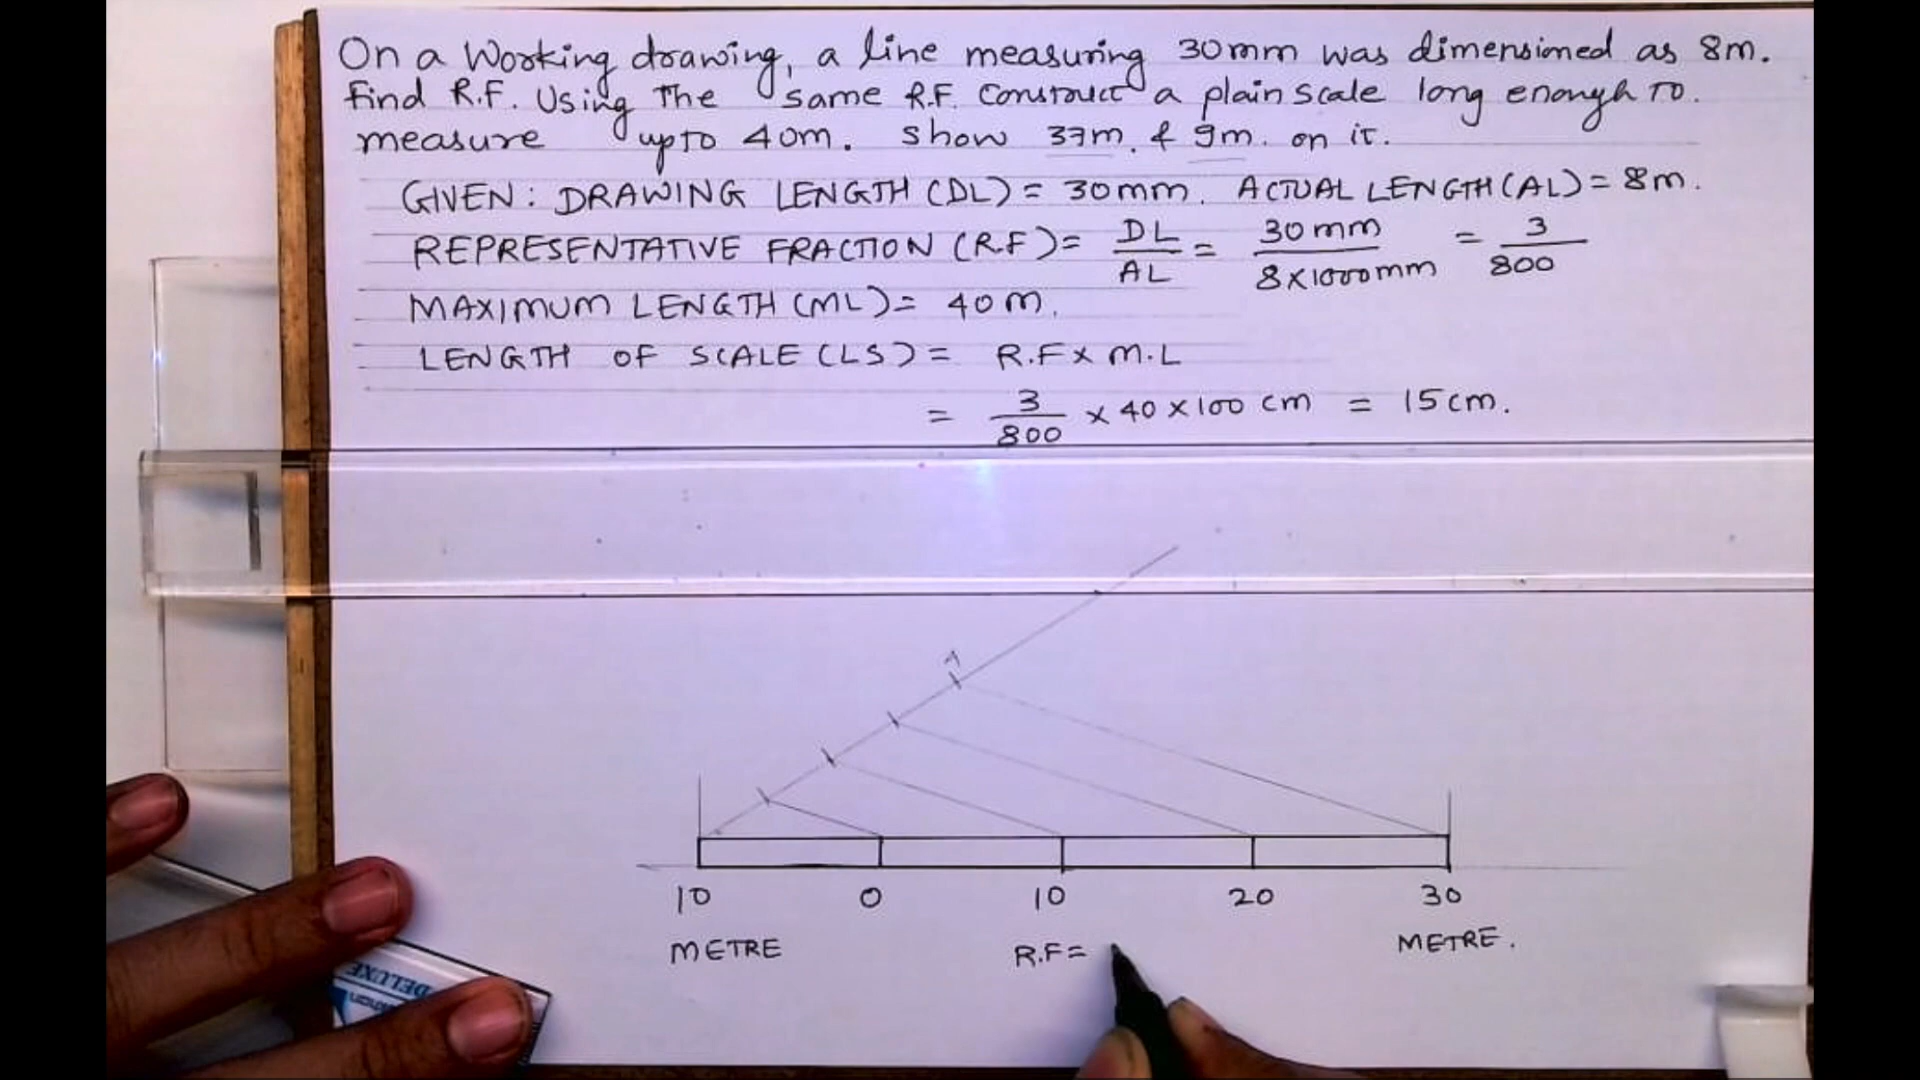 On a Working drawing, a line measuring 30mm was dimensioned as 8m.
Find R.F. Using The same R.F. Construct a plain scale long enough To.
measure upTo 40m. Show 37m. & 9m. on it.
GIVEN: DRAWING LENGTH (DL) = 30mm. ACTUAL LENGTH (AL) = 8m.
REPRESENTATIVE FRACTION (R.F) = DL/AL = 30mm/8×1000mm = 3/800
MAXIMUM LENGTH (ML) = 40m.
LENGTH OF SCALE (LS) = R.F × M.L
= 3/800 × 40 × 100 cm = 15cm.
A
10 0 10 20 30
METRE R.F= METRE.
DELUXE